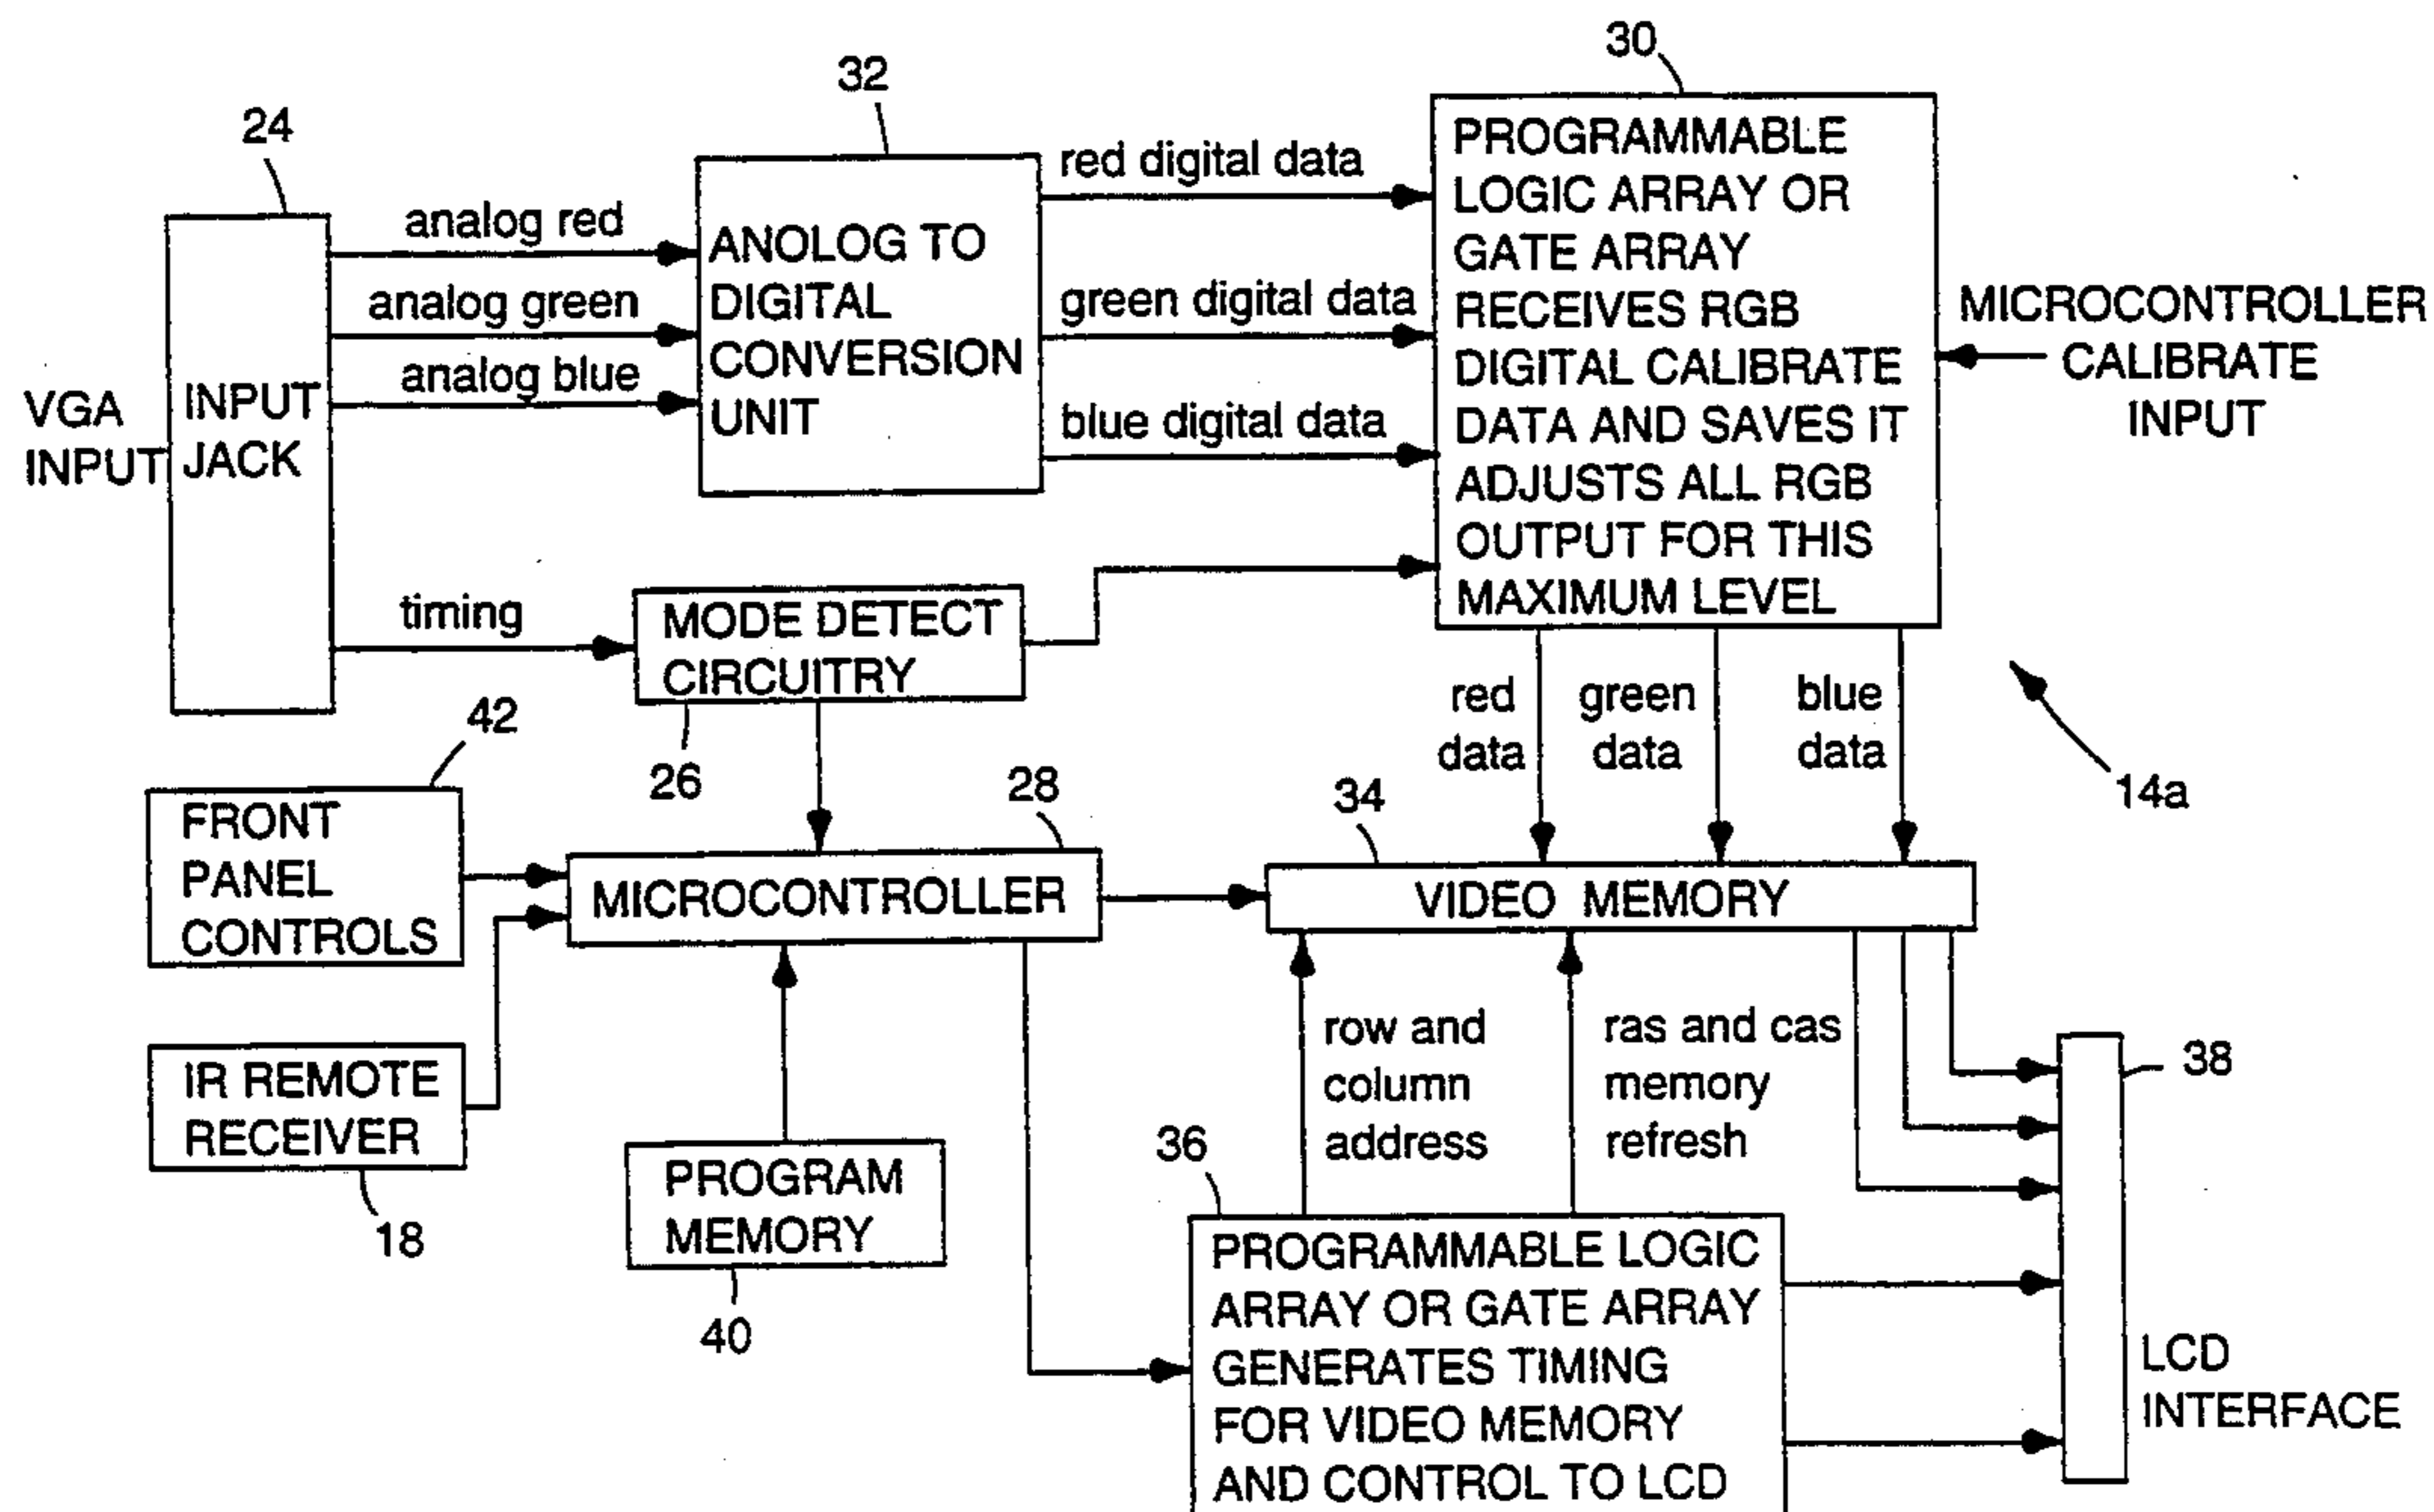 30
32
24
PROGRAMMABLE
LOGIC ARRAY OR
GATE ARRAY
RECEIVES RGB
DIGITAL CALIBRATE
DATA AND SAVES IT
ADJUSTS ALL RGB
OUTPUT FOR THIS
MAXIMUM LEVEL
red digital data
green digital data
blue digital data
analog red
analog green
analog blue
ANOLOG TO
DIGITAL
CONVERSION
UNIT
MICROCONTROLLER
CALIBRATE
INPUT
VGA
INPUT
INPUT
JACK
timing
MODE DETECT
CIRCUITRY
26
red
data
green
data
blue
data
14a
42
FRONT
PANEL
CONTROLS
28
MICROCONTROLLER
34
VIDEO MEMORY
IR REMOTE
RECEIVER
18
PROGRAM
MEMORY
40
row and
column
address
ras and cas
memory
refresh
38
36
PROGRAMMABLE LOGIC
ARRAY OR GATE ARRAY
GENERATES TIMING
FOR VIDEO MEMORY
AND CONTROL TO LCD
LCD
INTERFACE